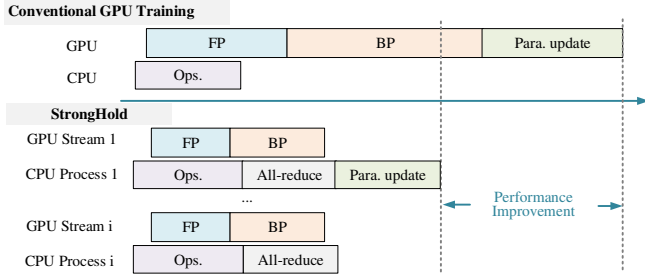 Conventional GPU Training
GPU FP BP Para. update
CPU Ops.
StrongHold
GPU Stream 1 FP BP
CPU Process 1 Ops. All-reduce Para. update
...
Performance
Improvement
GPU Stream i FP BP
CPU Process i Ops. All-reduce